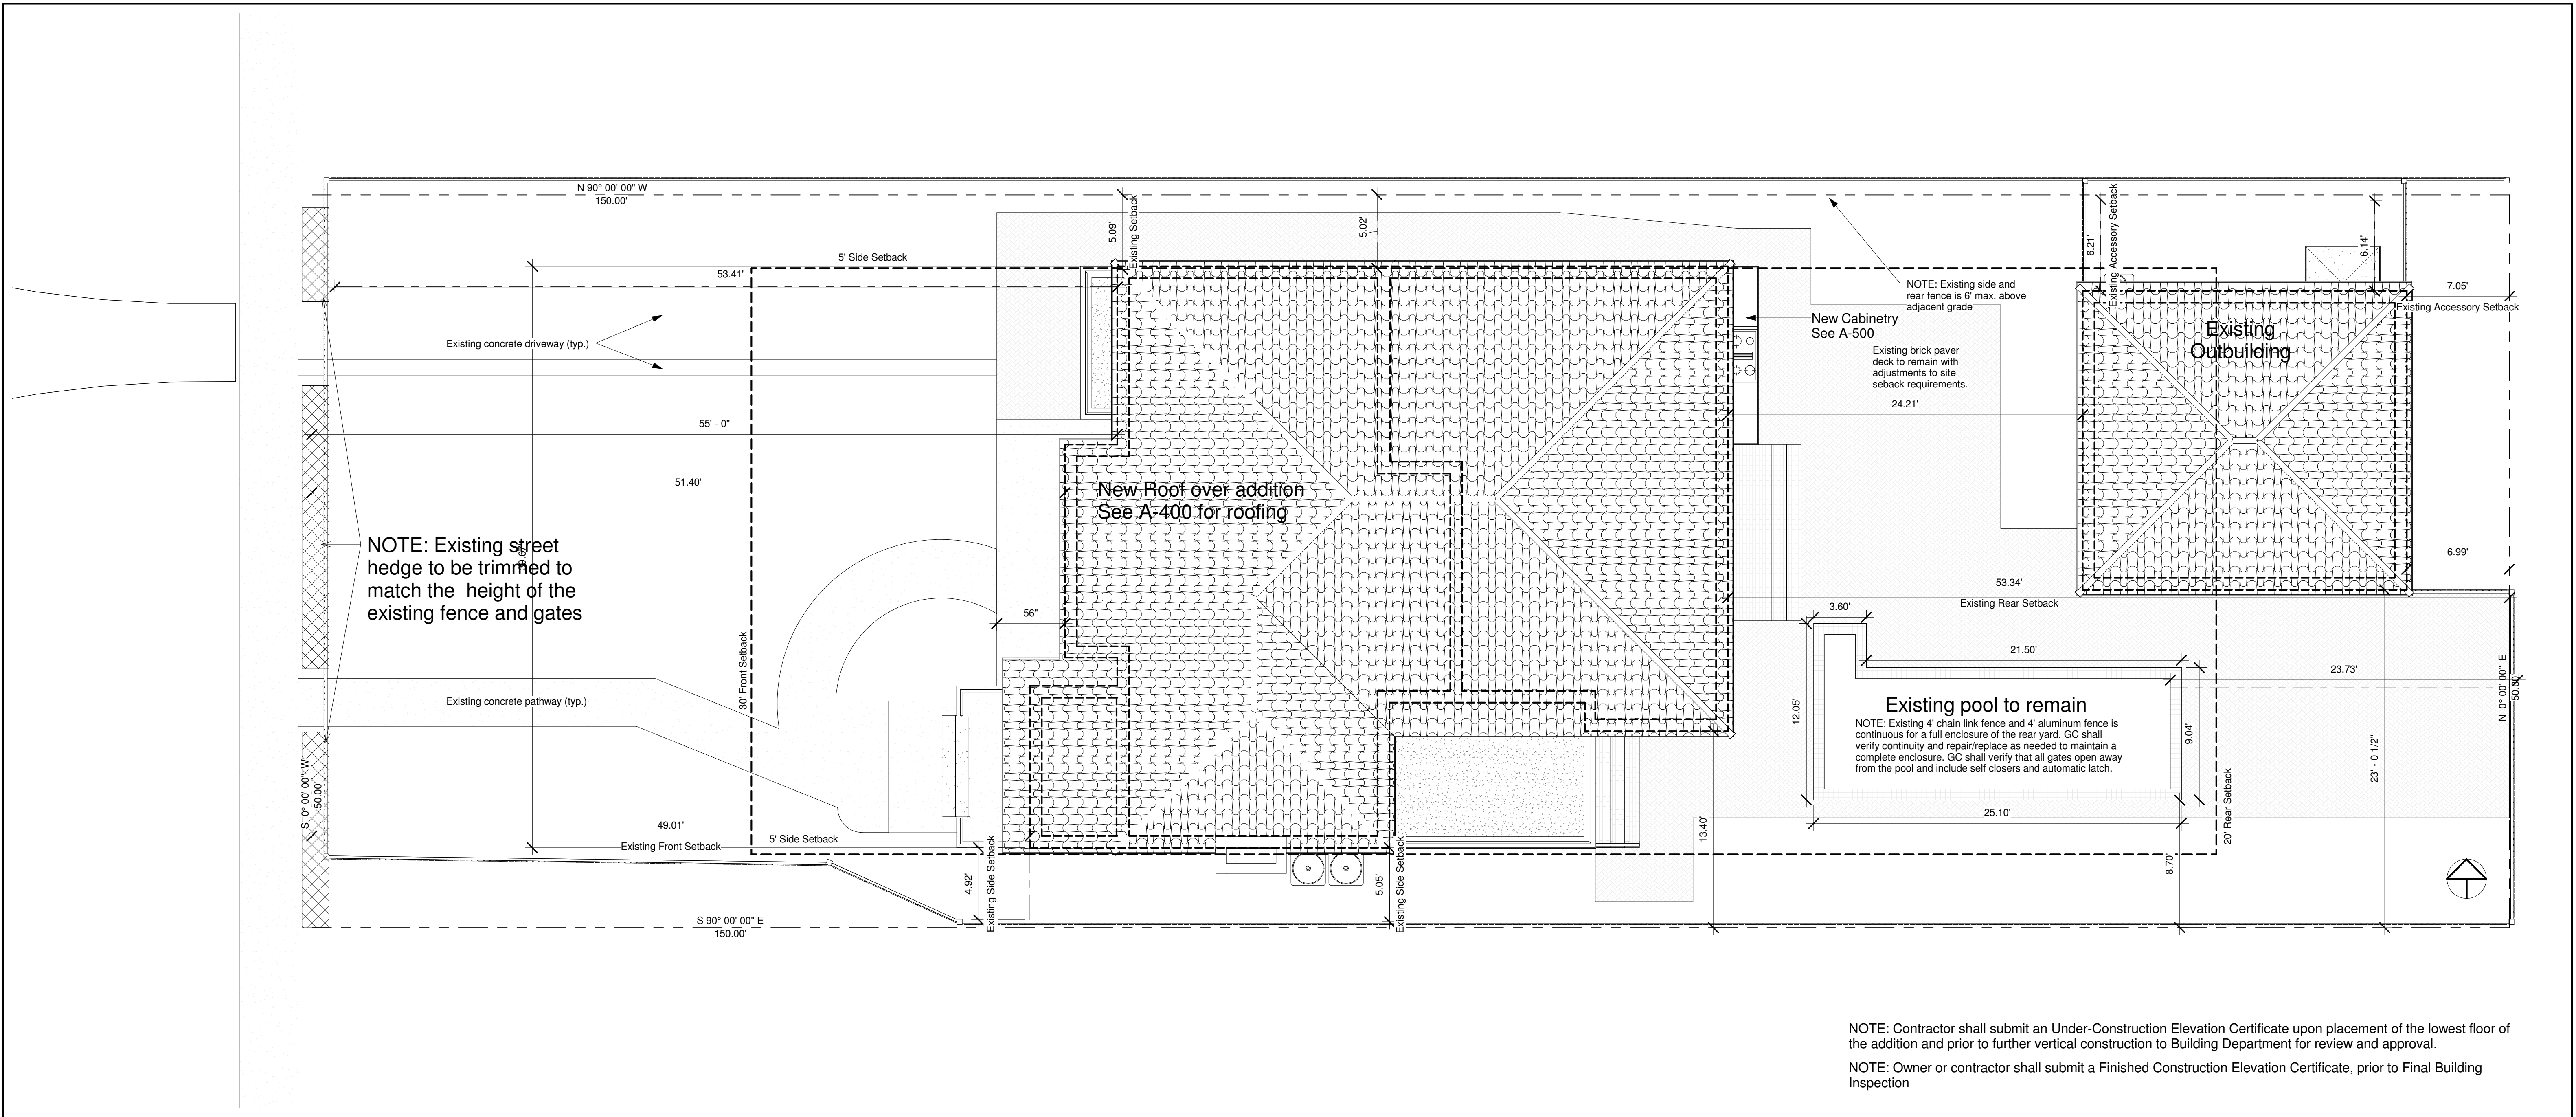 N 90° 00' 00" W
150.00'
5.09'
Existing Setback
5.02'
6.21'
Existing Accessory Setback
6.14'
5' Side Setback
53.41'
NOTE: Existing side and
rear fence is 6' max. above
adjacent grade
7.05'
Existing Accessory Setback
New Cabinetry
See A-500
Existing
Outbuilding
Existing concrete driveway (typ.)
Existing brick paver
deck to remain with
adjustments to site
seback requirements.
24.21'
55' - 0"
51.40'
New Roof over addition
See A-400 for roofing
NOTE: Existing street
hedge to be trimmed to
match the height of the
existing fence and gates
6.99'
53.34'
Existing Rear Setback
56"
3.60'
21.50'
23.73'
N 0° 00' 00" E
50.00'
30' Front Setback
Existing concrete pathway (typ.)
12.05'
Existing pool to remain
NOTE: Existing 4' chain link fence and 4' aluminum fence is
continuous for a full enclosure of the rear yard. GC shall
verify continuity and repair/replace as needed to maintain a
complete enclosure. GC shall verify that all gates open away
from the pool and include self closers and automatic latch.
9.04'
23' - 0 1/2"
S 0° 00' 00" W
50.00'
20' Rear Setback
25.10'
49.01'
Existing Front Setback
5' Side Setback
4.92'
Existing Side Setback
5.05'
Existing Side Setback
13.40'
8.70'
S 90° 00' 00" E
150.00'
NOTE: Contractor shall submit an Under-Construction Elevation Certificate upon placement of the lowest floor of
the addition and prior to further vertical construction to Building Department for review and approval.
NOTE: Owner or contractor shall submit a Finished Construction Elevation Certificate, prior to Final Building
Inspection